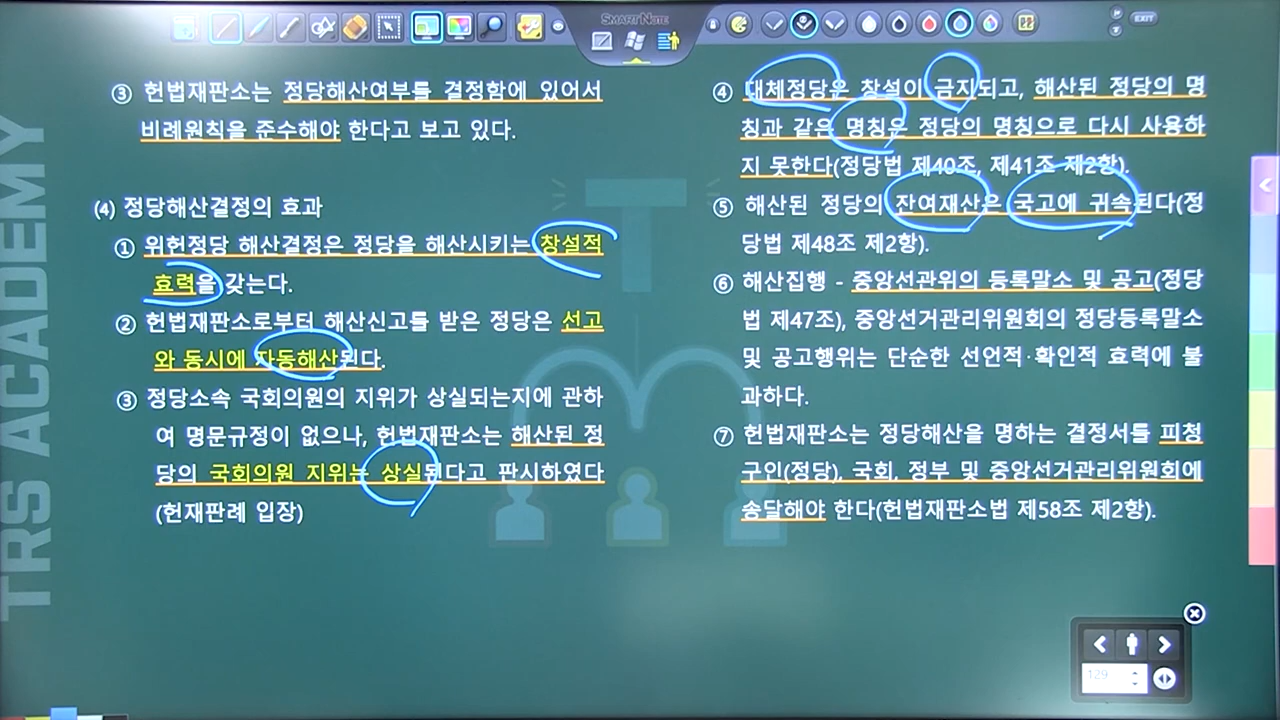 SMART NOTE
EXIT
③ 헌법재판소는 정당해산여부를 결정함에 있어서
비례원칙을 준수해야 한다고 보고 있다.
(4) 정당해산결정의 효과
① 위헌정당 해산결정은 정당을 해산시키는 창설적
효력을 갖는다.
② 헌법재판소로부터 해산신고를 받은 정당은 선고
와 동시에 자동해산된다.
③ 정당소속 국회의원의 지위가 상실되는지에 관하
여 명문규정이 없으나, 헌법재판소는 해산된 정
당의 국회의원 지위는 상실된다고 판시하였다
(헌재판례 입장)
④ 대체정당은 창설이 금지되고, 해산된 정당의 명
칭과 같은 명칭은 정당의 명칭으로 다시 사용하
지 못한다(정당법 제40조, 제41조 제2항).
⑤ 해산된 정당의 잔여재산은 국고에 귀속된다(정
당법 제48조 제2항).
⑥ 해산집행 - 중앙선관위의 등록말소 및 공고(정당
법 제47조), 중앙선거관리위원회의 정당등록말소
및 공고행위는 단순한 선언적·확인적 효력에 불
과하다.
⑦ 헌법재판소는 정당해산을 명하는 결정서를 피청
구인(정당), 국회, 정부 및 중앙선거관리위원회에
송달해야 한다(헌법재판소법 제58조 제2항).
TRS ACADEMY
129